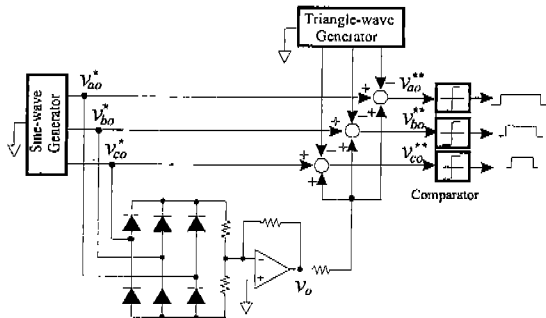 Triangle-wave
Generator
Sine-wave
Generator
v*ao
v*bo
v*co
v**ao
v**bo
v**co
− + − + + − + +
Comparator
−
+
vo